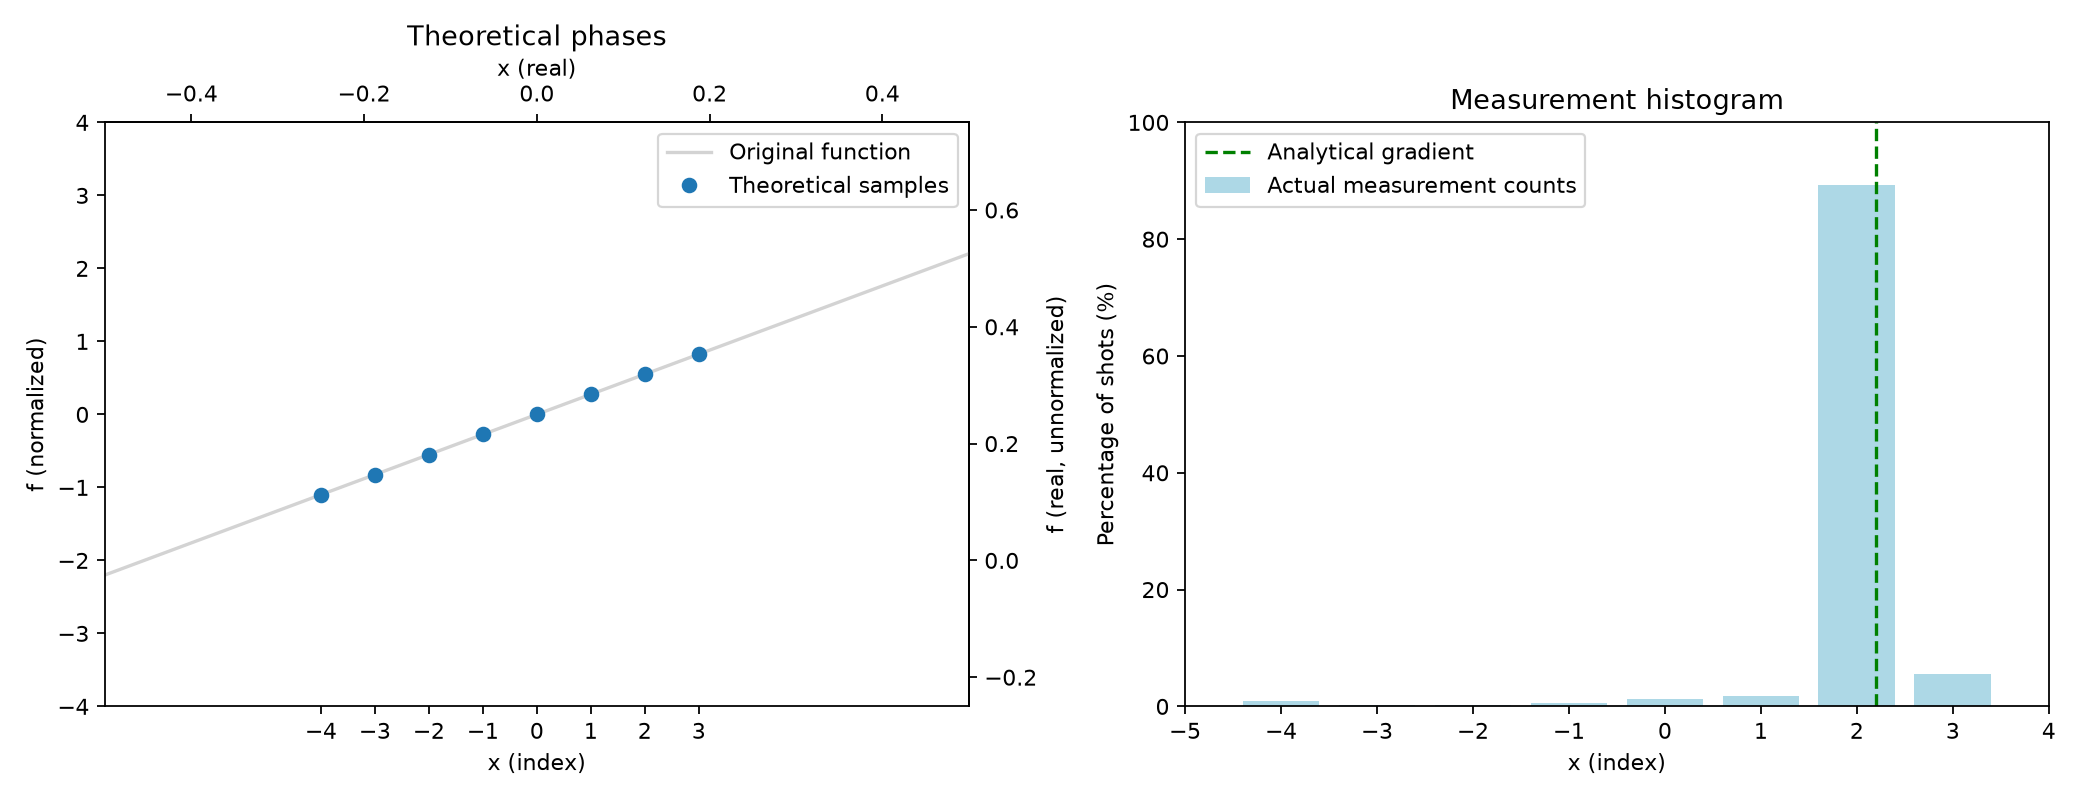 Theoretical phases
x (real)
−0.4 −0.2 0.0 0.2 0.4
4
3
2
1
0
−1
−2
−3
−4
f (normalized)
Original function
Theoretical samples
0.6
0.4
0.2
0.0
−0.2
f (real, unnormalized)
−4 −3 −2 −1 0 1 2 3
x (index)
Measurement histogram
100
80
60
40
20
0
Percentage of shots (%)
Analytical gradient
Actual measurement counts
−5 −4 −3 −2 −1 0 1 2 3 4
x (index)